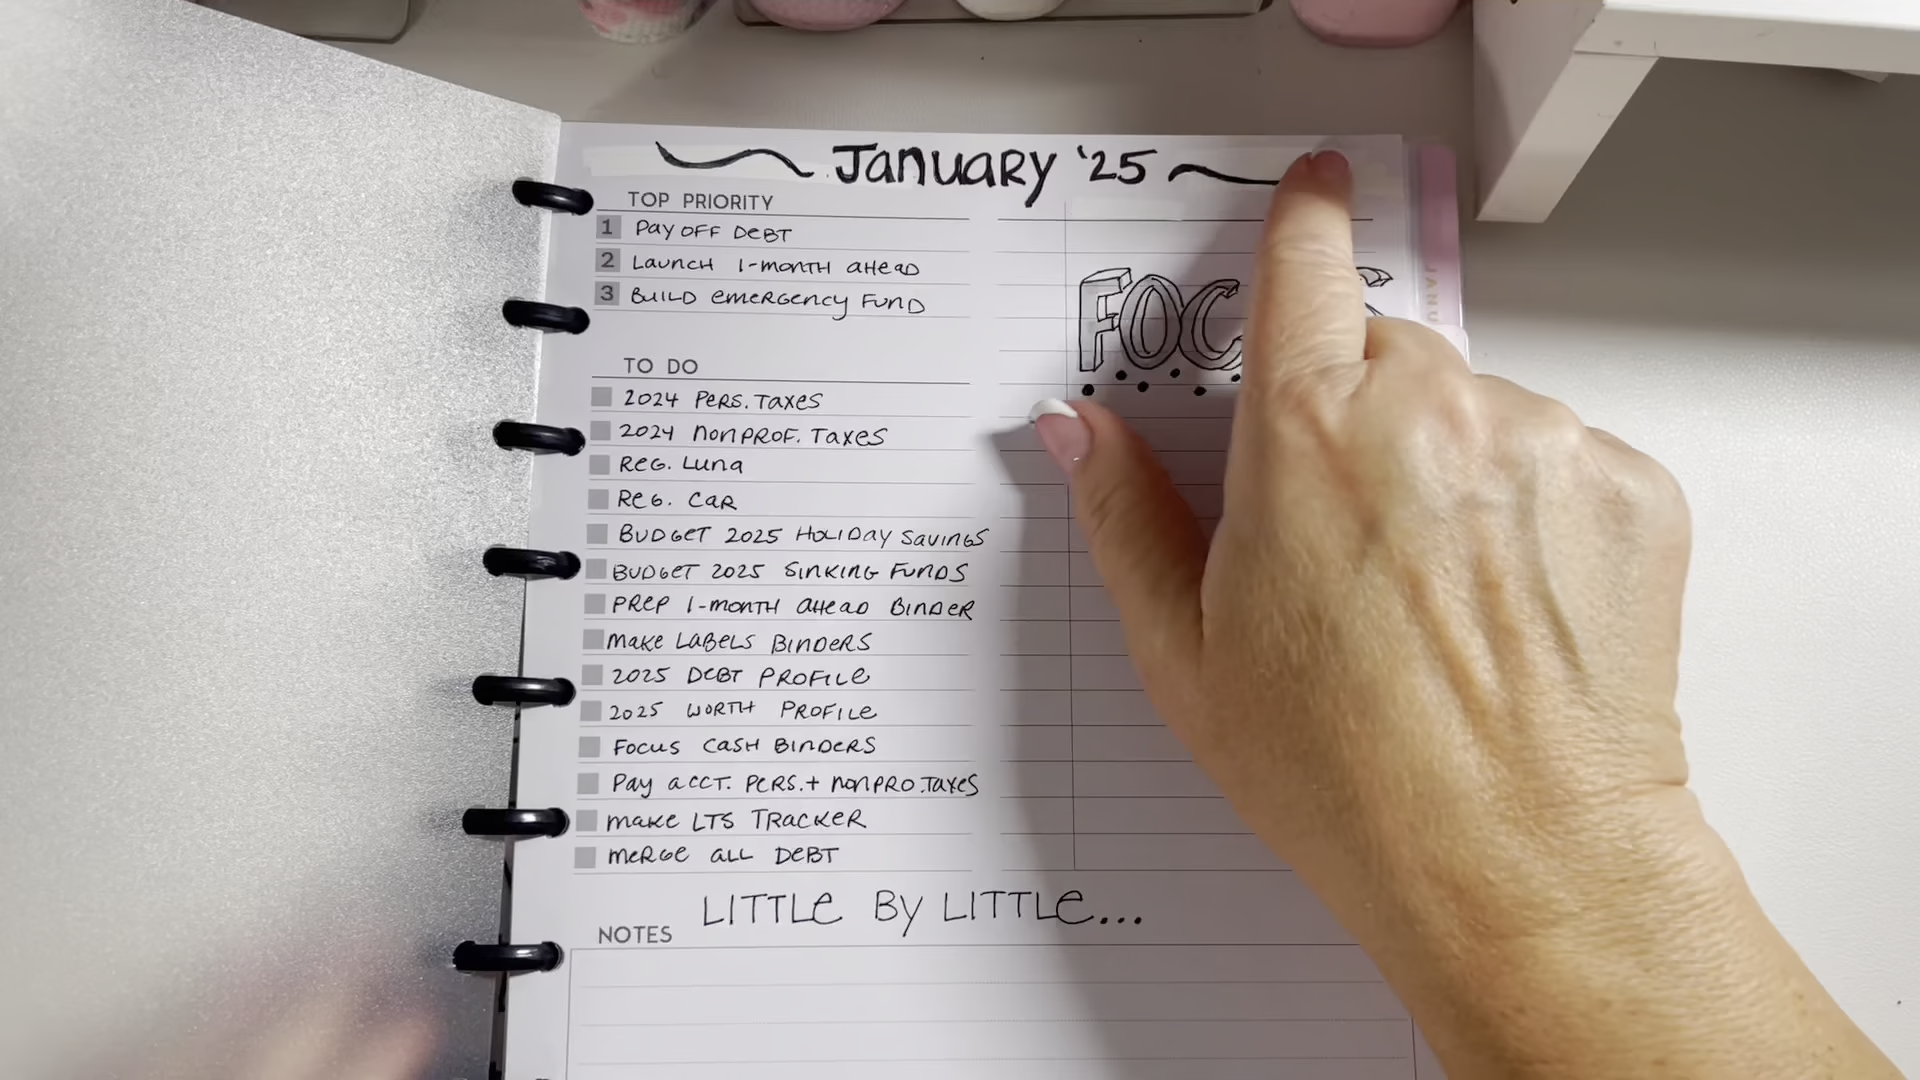 January '25
TOP PRIORITY
1 PAY OFF DEBT
2 LAUNCH 1-MONTH AHEAD
3 BUILD EMERGENCY FUND
FOC
TO DO
2024 PERS. TAXES
2024 NONPROF. TAXES
REG. LUNA
REG. CAR
BUDGET 2025 HOLIDAY SAVINGS
BUDGET 2025 SINKING FUNDS
PREP 1-MONTH AHEAD BINDER
MAKE LABELS BINDERS
2025 DEBT PROFILE
2025 WORTH PROFILE
FOCUS CASH BINDERS
PAY ACCT. PERS.+ NONPRO.TAXES
MAKE LTS TRACKER
MERGE ALL DEBT
LITTLE BY LITTLE...
NOTES
JANU